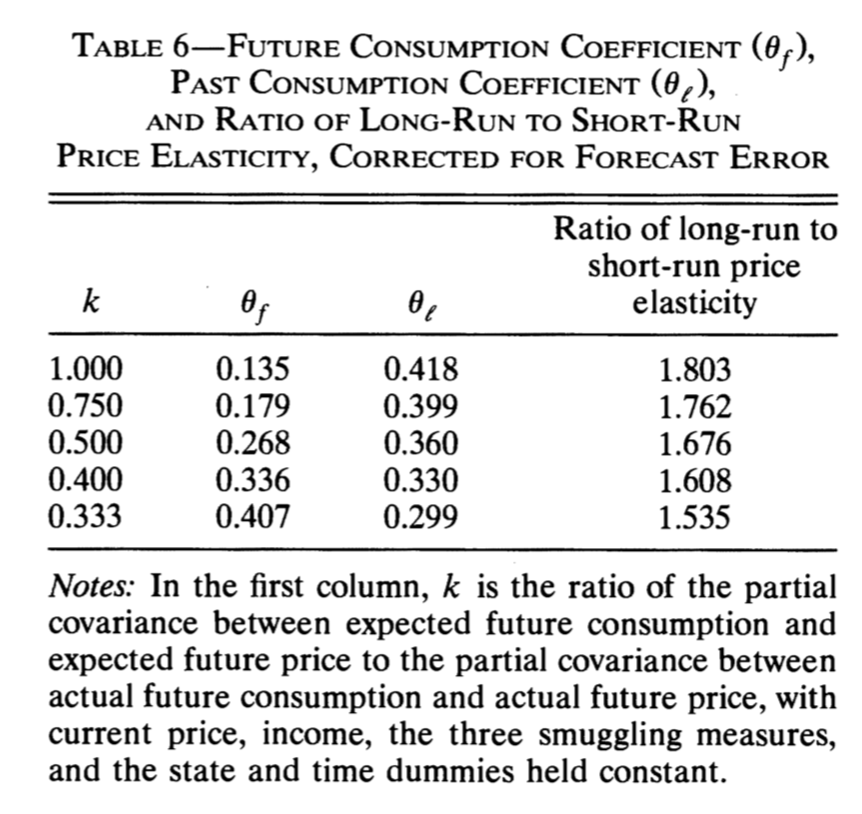 TABLE 6—FUTURE CONSUMPTION COEFFICIENT (θf),
PAST CONSUMPTION COEFFICIENT (θℓ),
AND RATIO OF LONG-RUN TO SHORT-RUN
PRICE ELASTICITY, CORRECTED FOR FORECAST ERROR
Ratio of long-run to
short-run price
k θf θℓ elasticity
1.000 0.135 0.418 1.803
0.750 0.179 0.399 1.762
0.500 0.268 0.360 1.676
0.400 0.336 0.330 1.608
0.333 0.407 0.299 1.535
Notes: In the first column, k is the ratio of the partial
covariance between expected future consumption and
expected future price to the partial covariance between
actual future consumption and actual future price, with
current price, income, the three smuggling measures,
and the state and time dummies held constant.